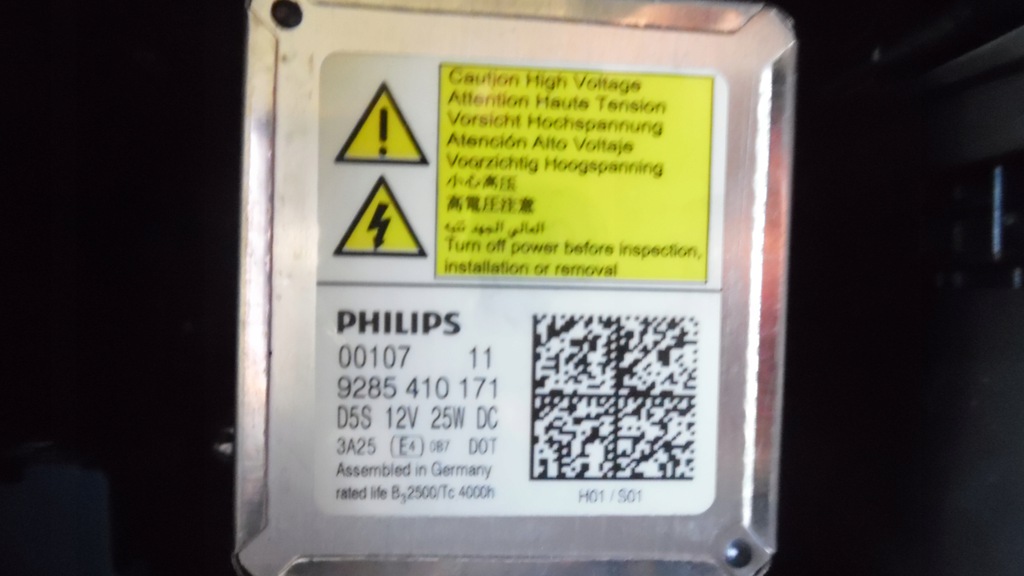 Caution High Voltage
Attention Haute Tension
Vorsicht Hochspannung
Atención Alto Voltaje
Voorzichtig Hoogspanning
小心高压
高電圧注意
Turn off power before inspection,
installation or removal
PHILIPS
00107 11
9285 410 171
D5S 12V 25W DC
3A25 E4 087 DOT
Assembled in Germany
rated life B3 2500/Tc 4000h
H01 / S01